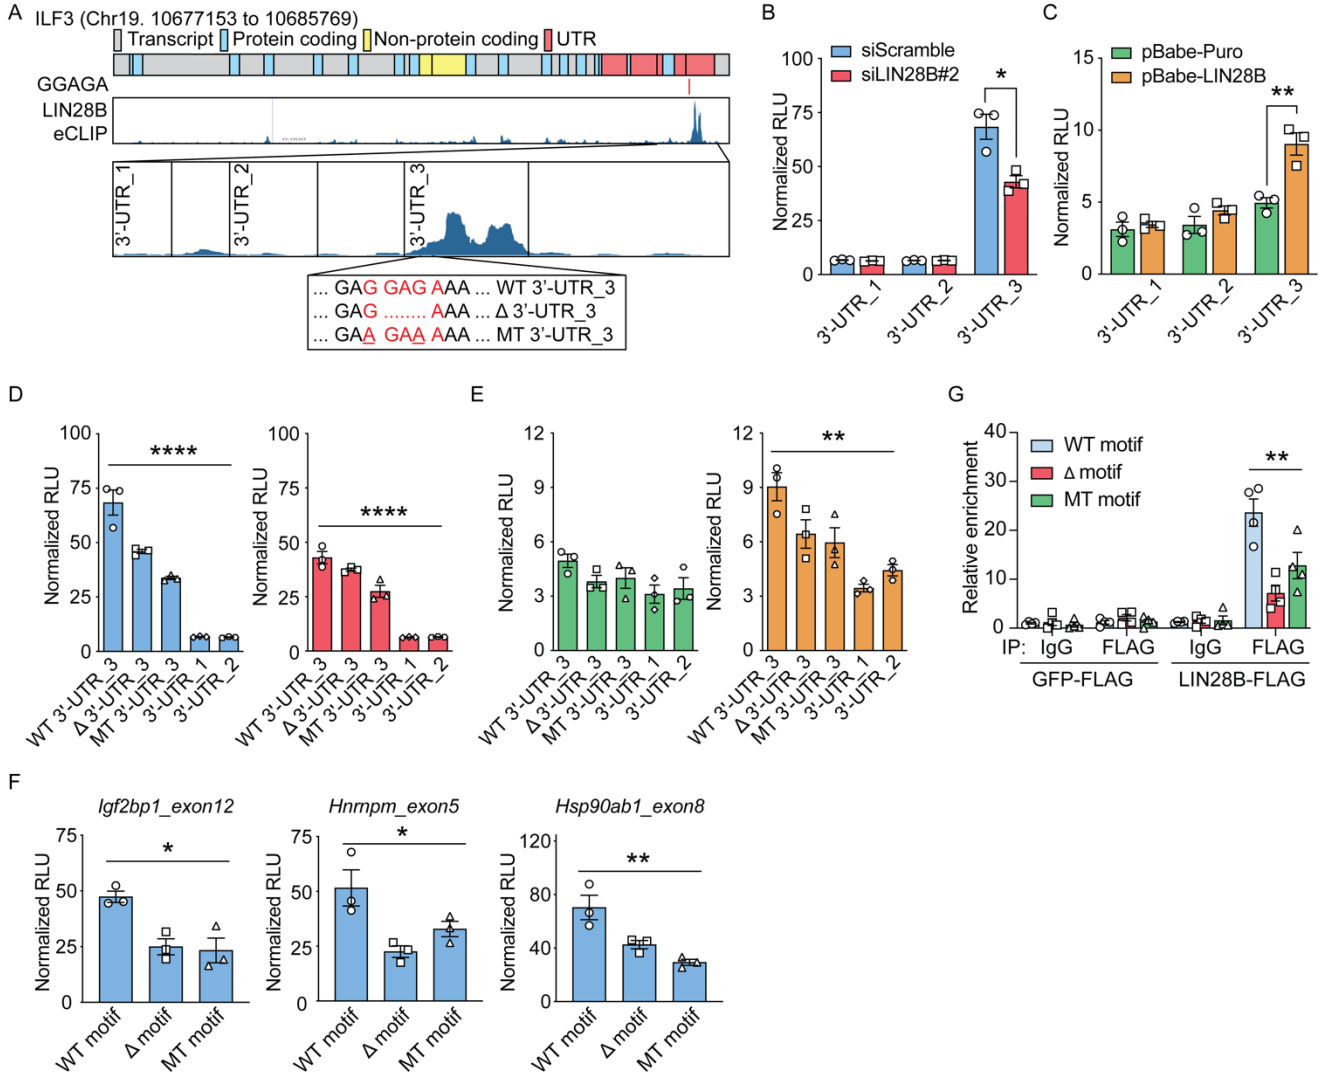 A
ILF3 (Chr19. 10677153 to 10685769)
Transcript Protein coding Non-protein coding UTR
GGAGA
LIN28B
eCLIP
0.000
3'-UTR_1
3'-UTR_2
3'-UTR_3
... GAG GAGA AAA ... WT 3'-UTR_3
... GAG ........ AAAA ... Δ 3'-UTR_3
... GAA GAAAAAA ... MT 3'-UTR_3
B
siScramble
siLIN28B#2
Normalized RLU
100
75
50
25
0
*
3'-UTR_1
3'-UTR_2
3'-UTR_3
C
pBabe-Puro
pBabe-LIN28B
Normalized RLU
15
10
5
0
**
3'-UTR_1
3'-UTR_2
3'-UTR_3
D
Normalized RLU
100
75
50
25
0
****
WT 3'-UTR_3
Δ 3'-UTR_3
MT 3'-UTR_3
3'-UTR_1
3'-UTR_2
Normalized RLU
100
75
50
25
0
****
WT 3'-UTR_3
Δ 3'-UTR_3
MT 3'-UTR_3
3'-UTR_1
3'-UTR_2
E
Normalized RLU
12
9
6
3
0
WT 3'-UTR_3
Δ 3'-UTR_3
MT 3'-UTR_3
3'-UTR_1
3'-UTR_2
Normalized RLU
12
9
6
3
0
**
WT 3'-UTR_3
Δ 3'-UTR_3
MT 3'-UTR_3
3'-UTR_1
3'-UTR_2
G
WT motif
Δ motif
MT motif
Relative enrichment
40
30
20
10
0
**
IP: IgG FLAG IgG FLAG
GFP-FLAG LIN28B-FLAG
F
Igf2bp1_exon12
Normalized RLU
75
50
25
0
*
WT motif
Δ motif
MT motif
Hnrnpm_exon5
Normalized RLU
75
50
25
0
*
WT motif
Δ motif
MT motif
Hsp90ab1_exon8
Normalized RLU
120
80
40
0
**
WT motif
Δ motif
MT motif